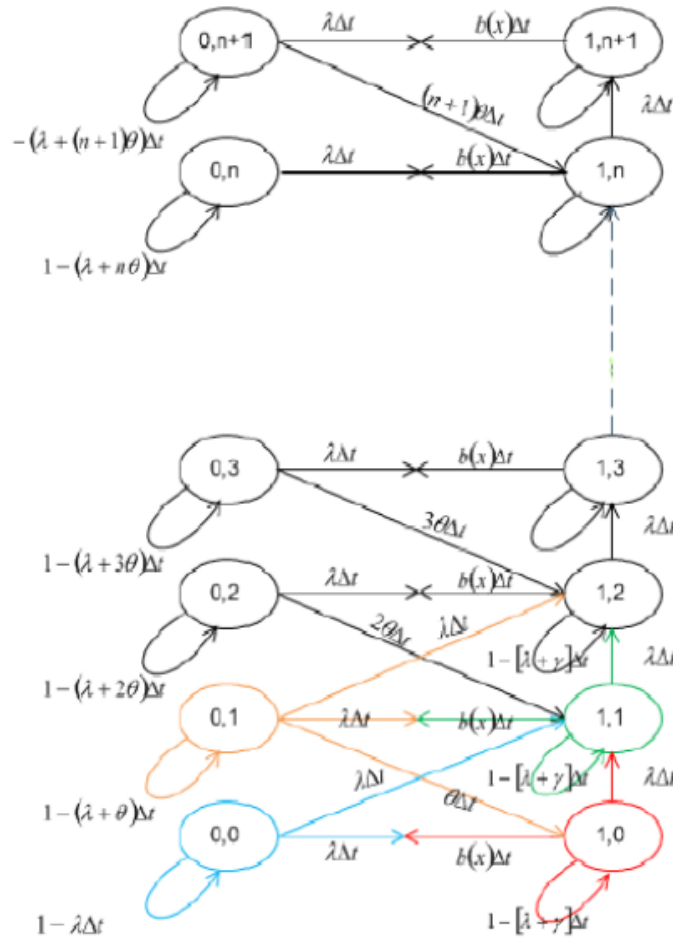 0,n+1 λΔt b(x)Δt 1,n+1
(n+1)θΔt λΔt
-(λ+(n+1)θ)Δt
0,n λΔt b(x)Δt 1,n
1-(λ+nθ)Δt
0,3 λΔt b(x)Δt 1,3
3θΔt λΔt
1-(λ+3θ)Δt
0,2 λΔt b(x)Δt 1,2
2θΔt λΔt 1-[λ+γ]Δt λΔt
1-(λ+2θ)Δt
0,1 λΔt b(x)Δt 1,1
λΔt θΔt 1-[λ+γ]Δt λΔt
1-(λ+θ)Δt
0,0 λΔt b(x)Δt 1,0
1-λΔt 1-[λ+γ]Δt